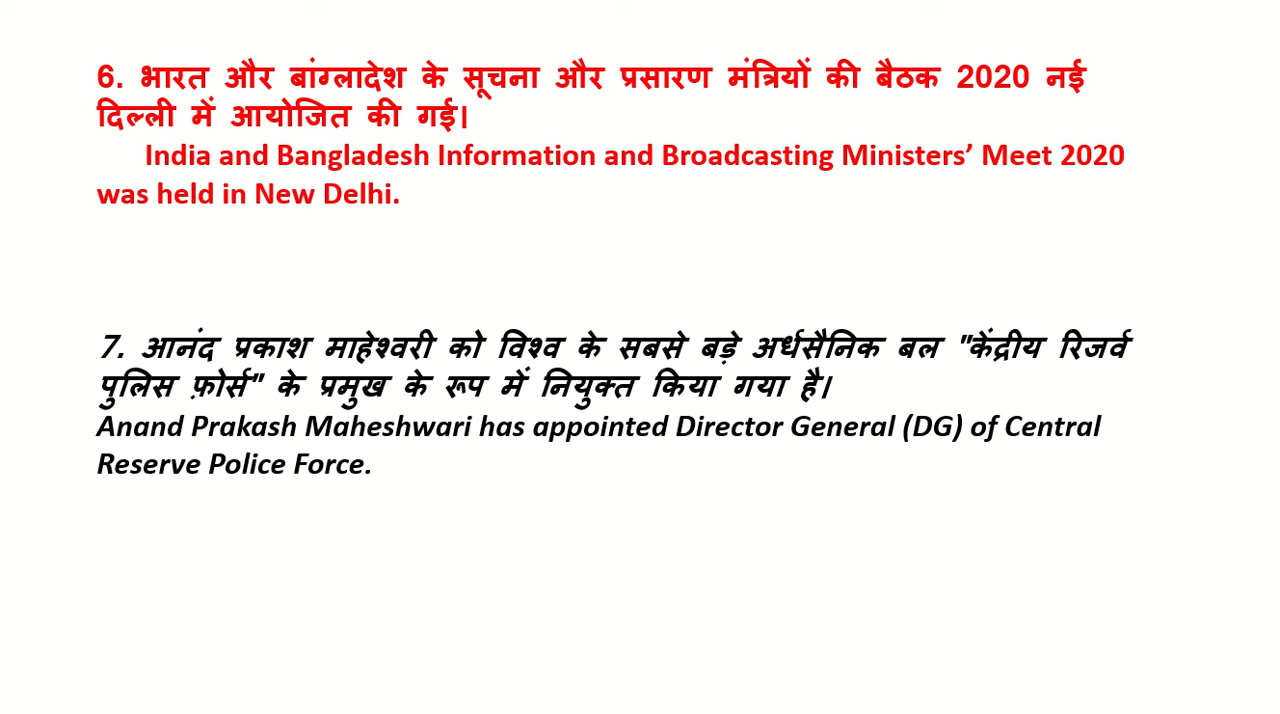 6. भारत और बांग्लादेश के सूचना और प्रसारण मंत्रियों की बैठक 2020 नई
दिल्ली में आयोजित की गई।
India and Bangladesh Information and Broadcasting Ministers’ Meet 2020
was held in New Delhi.
7. आनंद प्रकाश माहेश्वरी को विश्व के सबसे बड़े अर्धसैनिक बल "केंद्रीय रिजर्व
पुलिस फ़ोर्स" के प्रमुख के रूप में नियुक्त किया गया है।
Anand Prakash Maheshwari has appointed Director General (DG) of Central
Reserve Police Force.